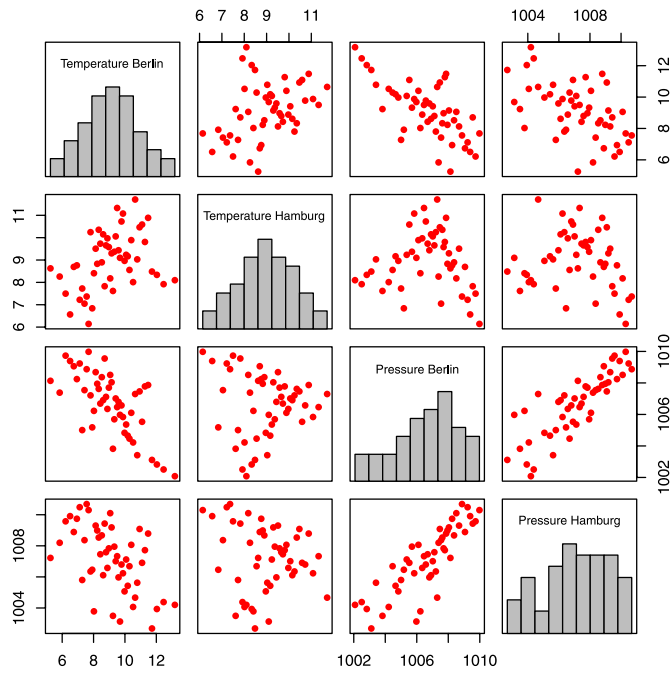 6 7 8 9 11
1004 1008
Temperature Berlin
6 8 10 12
6 7 8 9 11
Temperature Hamburg
Pressure Berlin
1002 1006 1010
1004 1008
Pressure Hamburg
6 8 10 12
1002 1006 1010